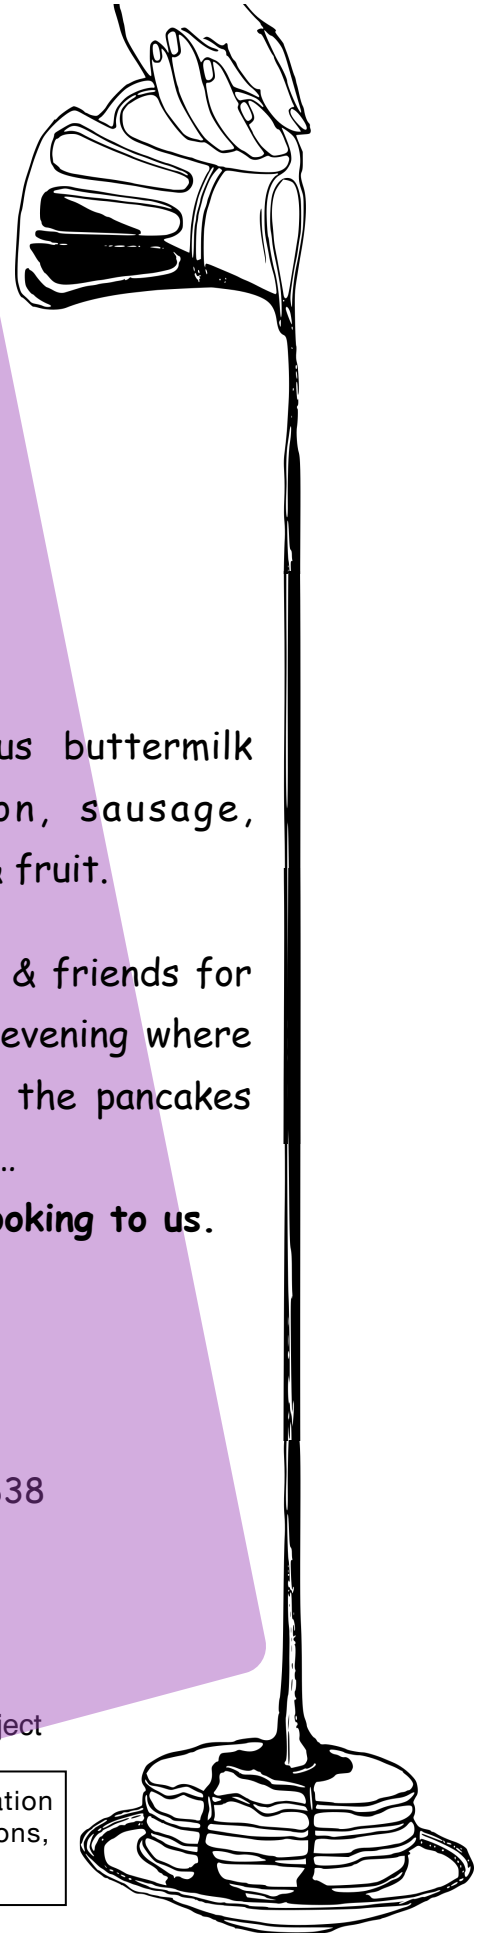 us buttermilk
on, sausage,
& fruit.
& friends for
evening where
the pancakes
..
ooking to us.
38
ject
ation
ons,